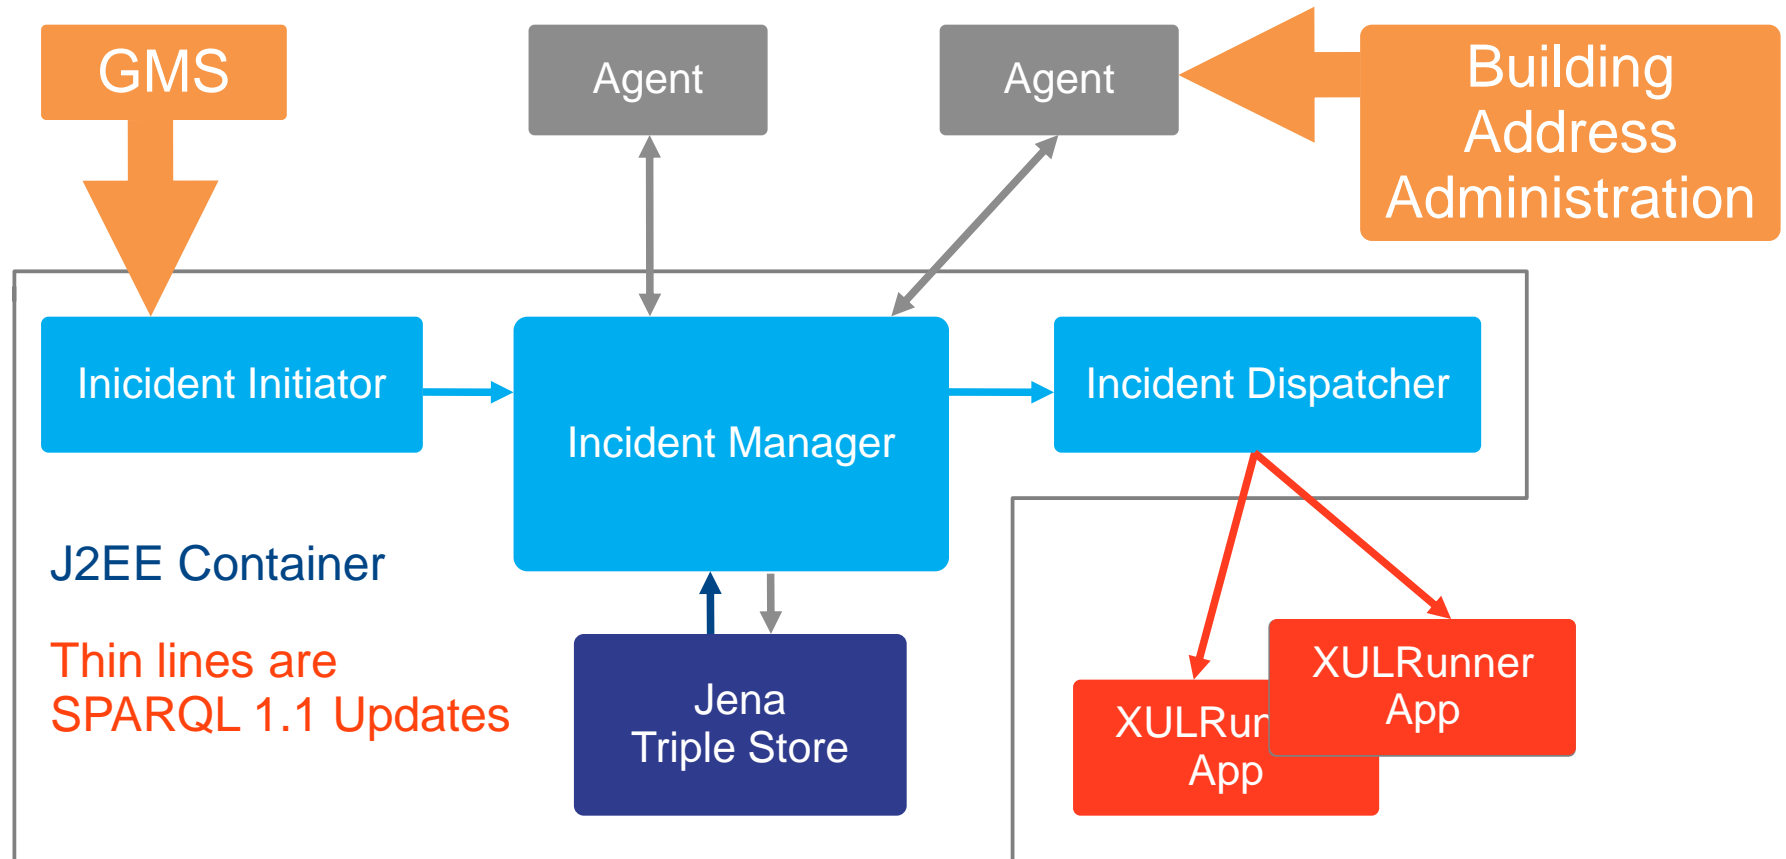 GMS
Agent
Agent
Building
Address
Administration
Inicident Initiator
Incident Manager
Incident Dispatcher
J2EE Container
Thin lines are
SPARQL 1.1 Updates
Jena
Triple Store
XULRun
App
XULRunner
App